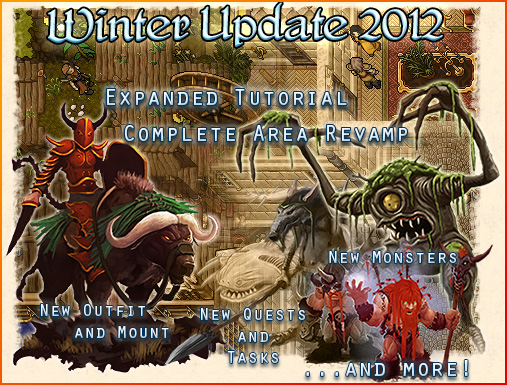 Winter Update 2012
Expanded Tutorial
Complete Area Revamp
New Monsters
New Outfit
and Mount
New Quests
and
Tasks
...and more!